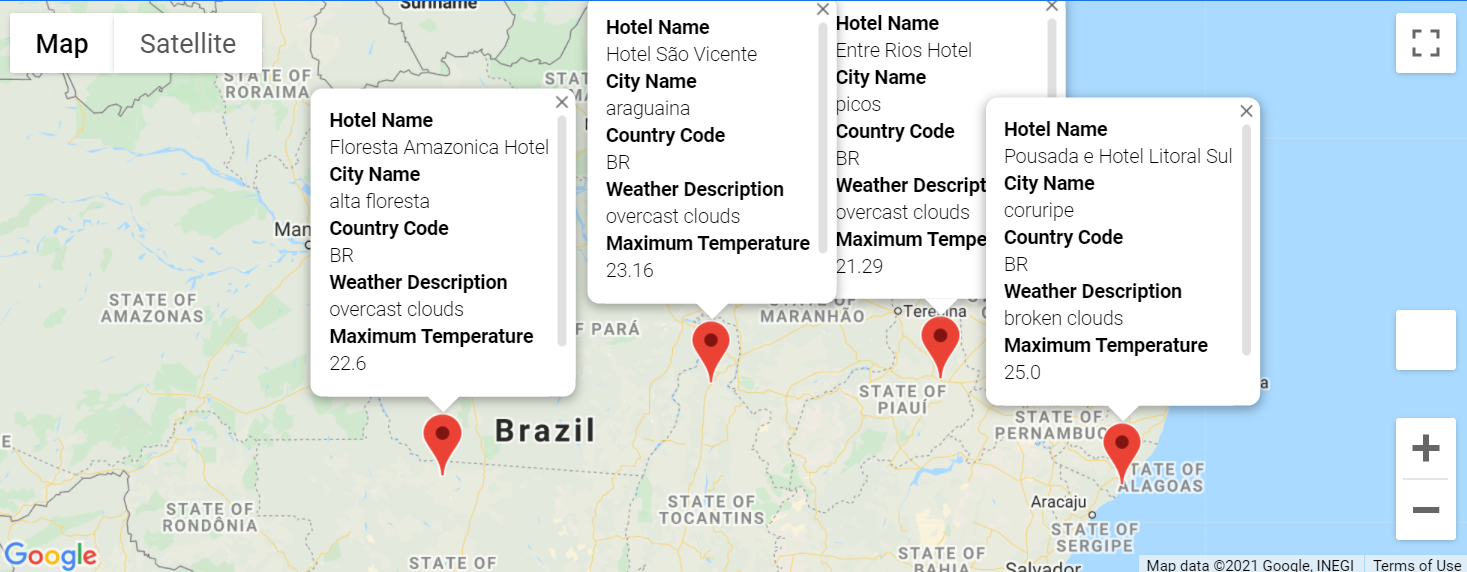 Suriname
Map
Satellite
STATE OF
RORAIMA
Hotel Name
Floresta Amazonica Hotel
City Name
alta floresta
Country Code
BR
Weather Description
overcast clouds
Maximum Temperature
22.6
Hotel Name
Hotel São Vicente
City Name
araguaina
Country Code
BR
Weather Description
overcast clouds
Maximum Temperature
23.16
Hotel Name
Entre Rios Hotel
City Name
picos
Country Code
BR
Weather Descript
overcast clouds
Maximum Tempe
21.29
Hotel Name
Pousada e Hotel Litoral Sul
City Name
coruripe
Country Code
BR
Weather Description
broken clouds
Maximum Temperature
25.0
STAT
Man
STATE OF
AMAZONAS
F PARÁ
STATE OF
MARANHÃO
Teresina
STATE OF
PIAUÍ
STATE OF
PERNAMBUCO
Brazil
STATE OF
ALAGOAS
STATE OF
RONDÔNIA
STATE OF
TOCANTINS
Aracaju
STATE OF
SERGIPE
STATE OF
STATE OF
BAHIA
Salvador
Google
Map data ©2021 Google, INEGI
Terms of Use